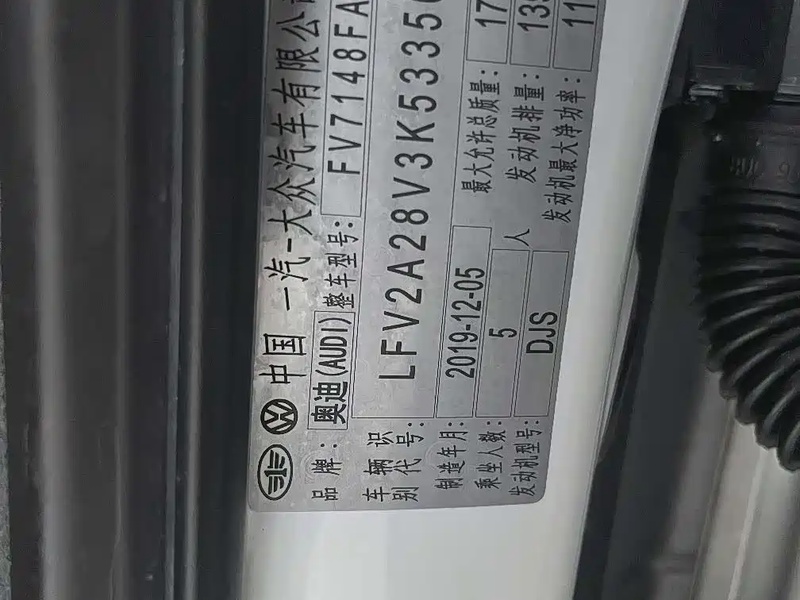 中国 一汽-大众汽车有限公
品牌: 奥迪(AUDI) 整车型号: FV7148FA
车辆识别代号: LFV2A28V3K53350
制造年月: 2019-12-05 最大允许总质量: 17
乘坐人数: 5 人 发动机排量: 139
发动机型号: DJS 发动机最大净功率: 11